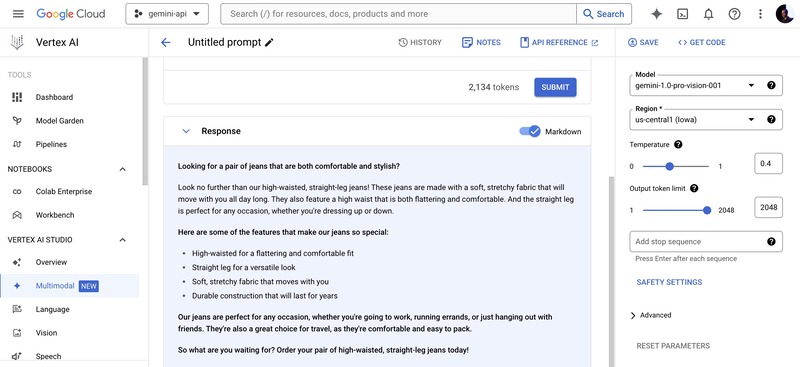 Google Cloud
gemini-api
Search (/) for resources, docs, products and more
Search
Vertex AI
Untitled prompt
HISTORY
NOTES
API REFERENCE
SAVE
GET CODE
TOOLS
Dashboard
Model Garden
Pipelines
NOTEBOOKS
Colab Enterprise
Workbench
VERTEX AI STUDIO
Overview
Multimodal NEW
Language
Vision
Speech
2,134 tokens
SUBMIT
Response
Markdown
Looking for a pair of jeans that are both comfortable and stylish?
Look no further than our high-waisted, straight-leg jeans! These jeans are made with a soft, stretchy fabric that will
move with you all day long. They also feature a high waist that is both flattering and comfortable. And the straight leg
is perfect for any occasion, whether you're dressing up or down.
Here are some of the features that make our jeans so special:
• High-waisted for a flattering and comfortable fit
• Straight leg for a versatile look
• Soft, stretchy fabric that moves with you
• Durable construction that will last for years
Our jeans are perfect for any occasion, whether you're going to work, running errands, or just hanging out with
friends. They're also a great choice for travel, as they're comfortable and easy to pack.
So what are you waiting for? Order your pair of high-waisted, straight-leg jeans today!
Model
gemini-1.0-pro-vision-001
Region *
us-central1 (Iowa)
Temperature
0 1 0.4
Output token limit
1 2048 2048
Add stop sequence
Press Enter after each sequence
SAFETY SETTINGS
Advanced
RESET PARAMETERS